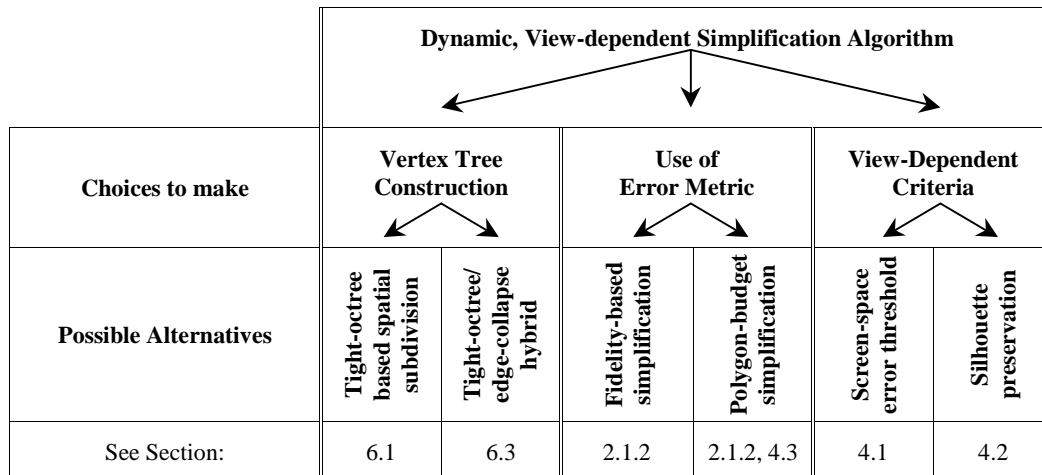 Dynamic, View-dependent Simplification Algorithm
Choices to make
Vertex Tree
Construction
Use of
Error Metric
View-Dependent
Criteria
Possible Alternatives
Tight-octree
based spatial
subdivision
Tight-octree/
edge-collapse
hybrid
Fidelity-based
simplification
Polygon-budget
simplification
Screen-space
error threshold
Silhouette
preservation
See Section:
6.1
6.3
2.1.2
2.1.2, 4.3
4.1
4.2